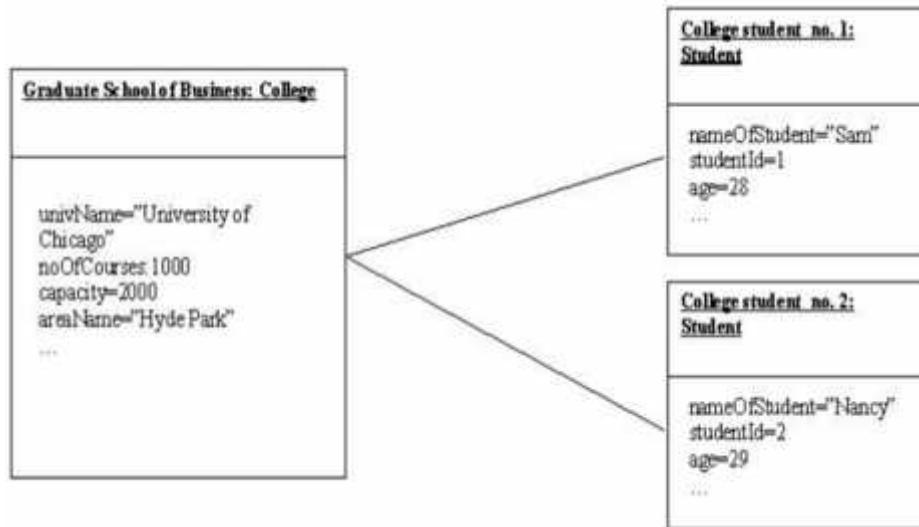 Graduate School of Business: College
univName="University of
Chicago"
noOfCourses:1000
capacity=2000
areaName="Hyde Park"
...
College student no. 1:
Student
nameOfStudent="Sam"
studentId=1
age=28
...
College student no. 2:
Student
nameOfStudent="Nancy"
studentId=2
age=29
...